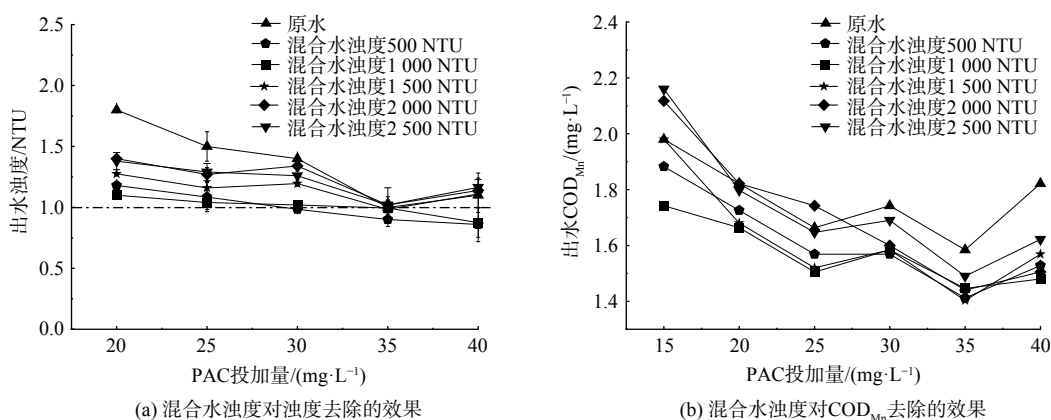 2.5
2.0
1.5
1.0
0.5
0.0
出水浊度/NTU
原水
混合水浊度500 NTU
混合水浊度1 000 NTU
混合水浊度1 500 NTU
混合水浊度2 000 NTU
混合水浊度2 500 NTU
20 25 30 35 40
PAC投加量/(mg·L⁻¹)
(a) 混合水浊度对浊度去除的效果
2.4
2.2
2.0
1.8
1.6
1.4
出水COD_Mn/(mg·L⁻¹)
原水
混合水浊度500 NTU
混合水浊度1 000 NTU
混合水浊度1 500 NTU
混合水浊度2 000 NTU
混合水浊度2 500 NTU
15 20 25 30 35 40
PAC投加量/(mg·L⁻¹)
(b) 混合水浊度对COD_Mn去除的效果